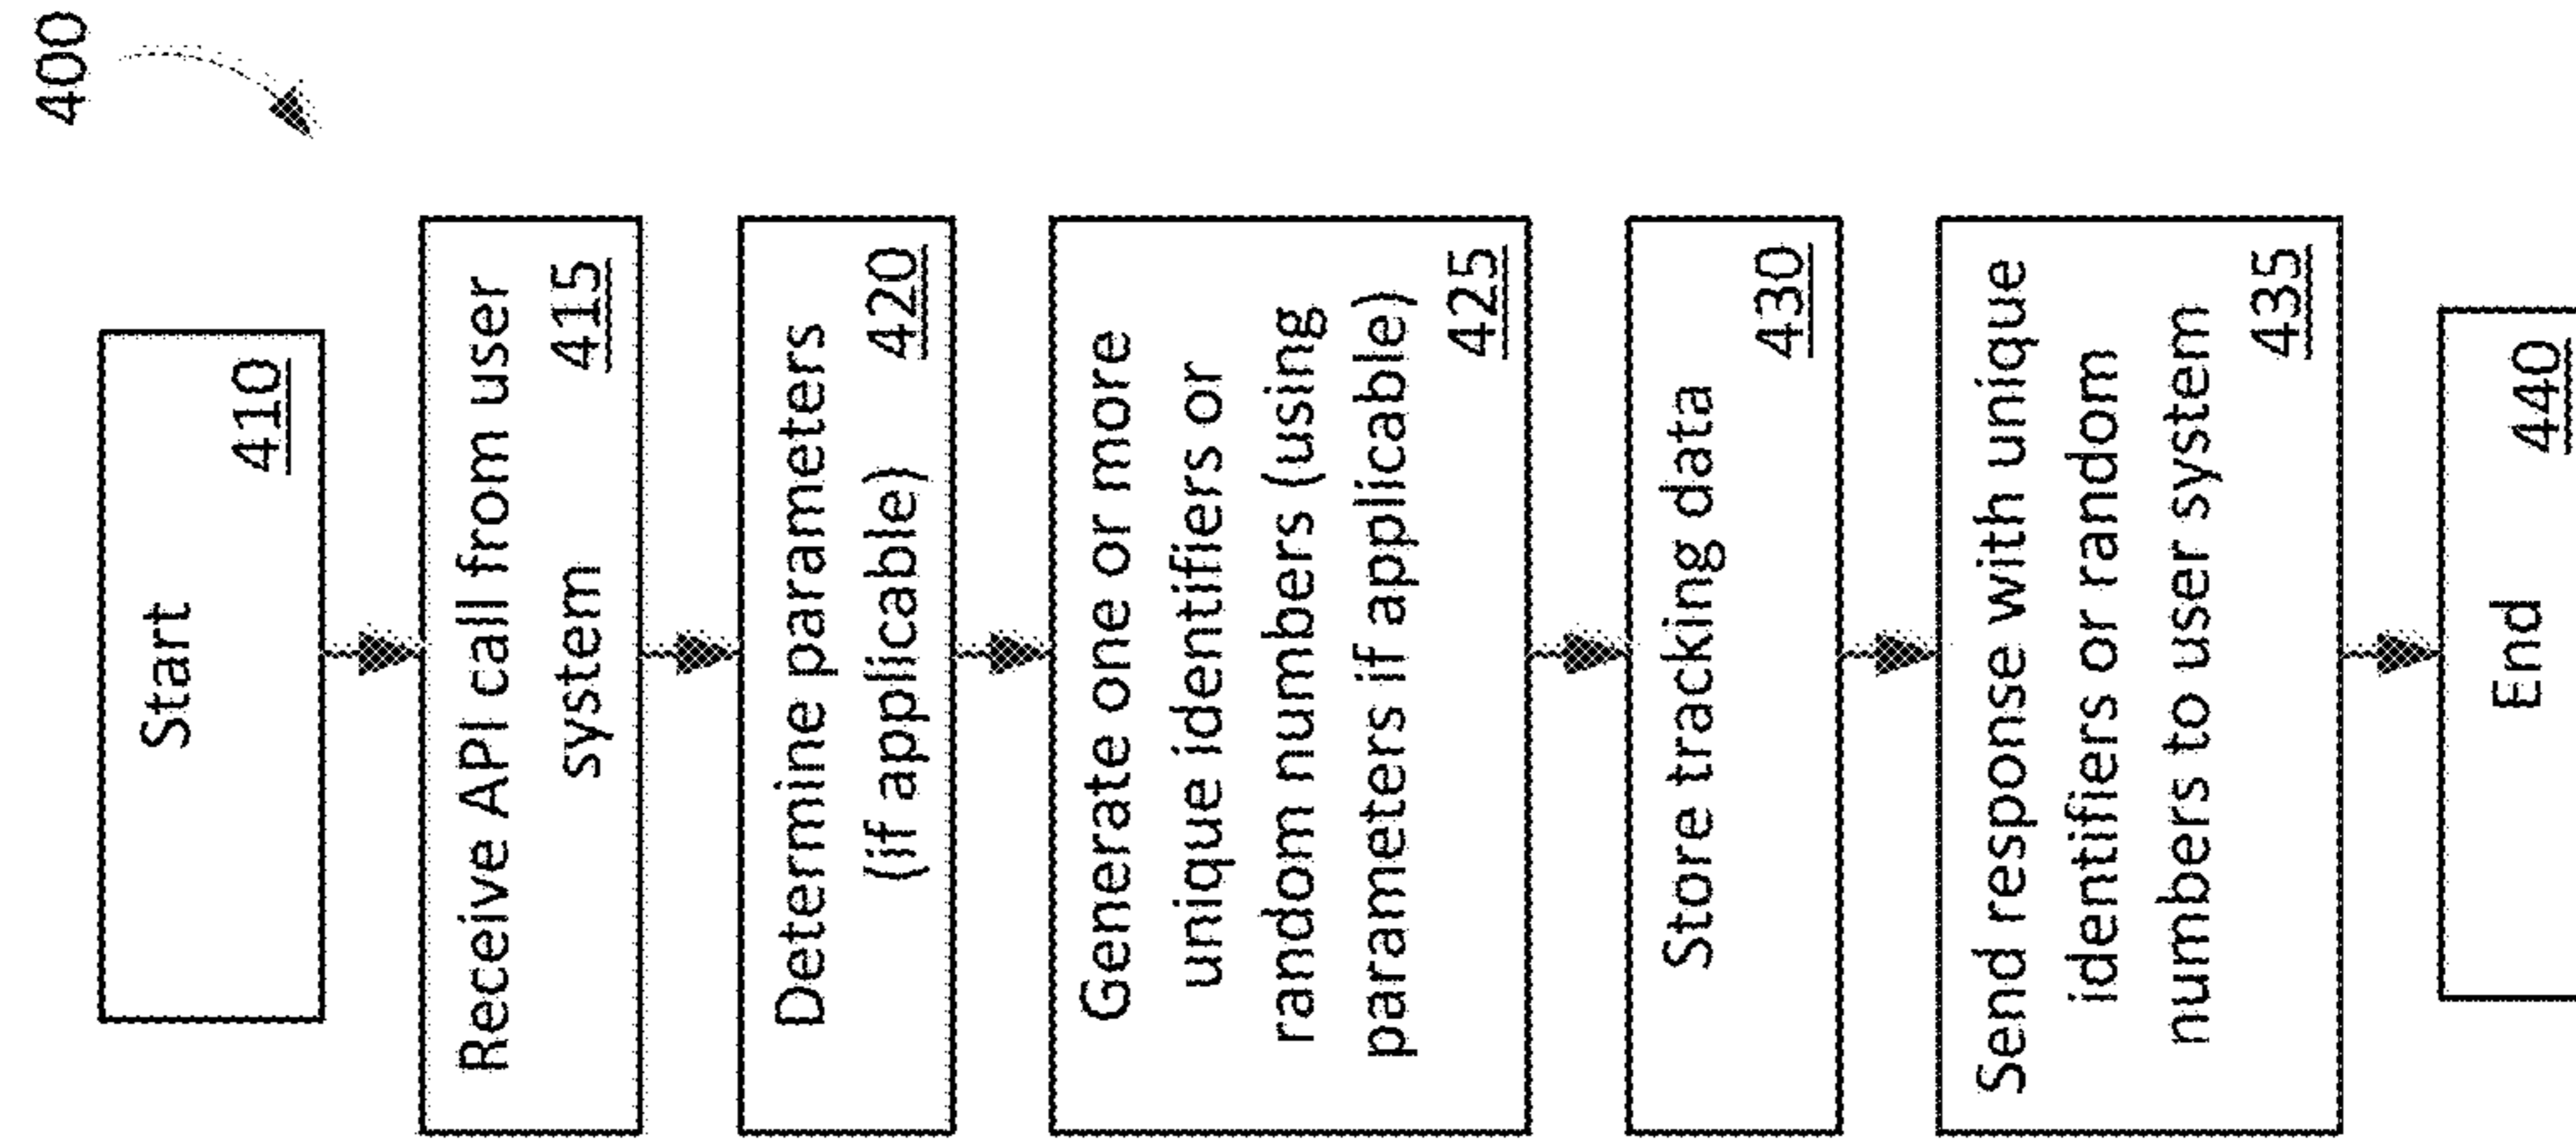 400
Start
410
Receive API call from user
system 415
Determine parameters
(if applicable) 420
Generate one or more
unique identifiers or
random numbers (using
parameters if applicable)
425
Store tracking data
430
Send response with unique
identifiers or random
numbers to user system
435
End
440